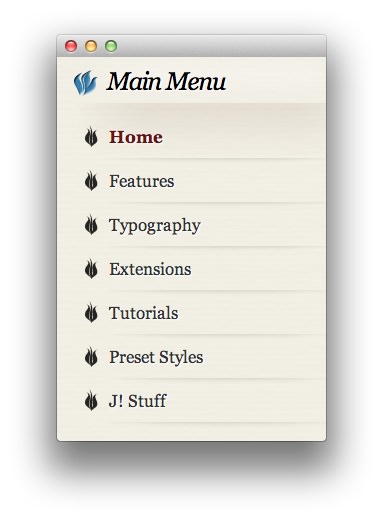 Main Menu
Home
Features
Typography
Extensions
Tutorials
Preset Styles
J! Stuff